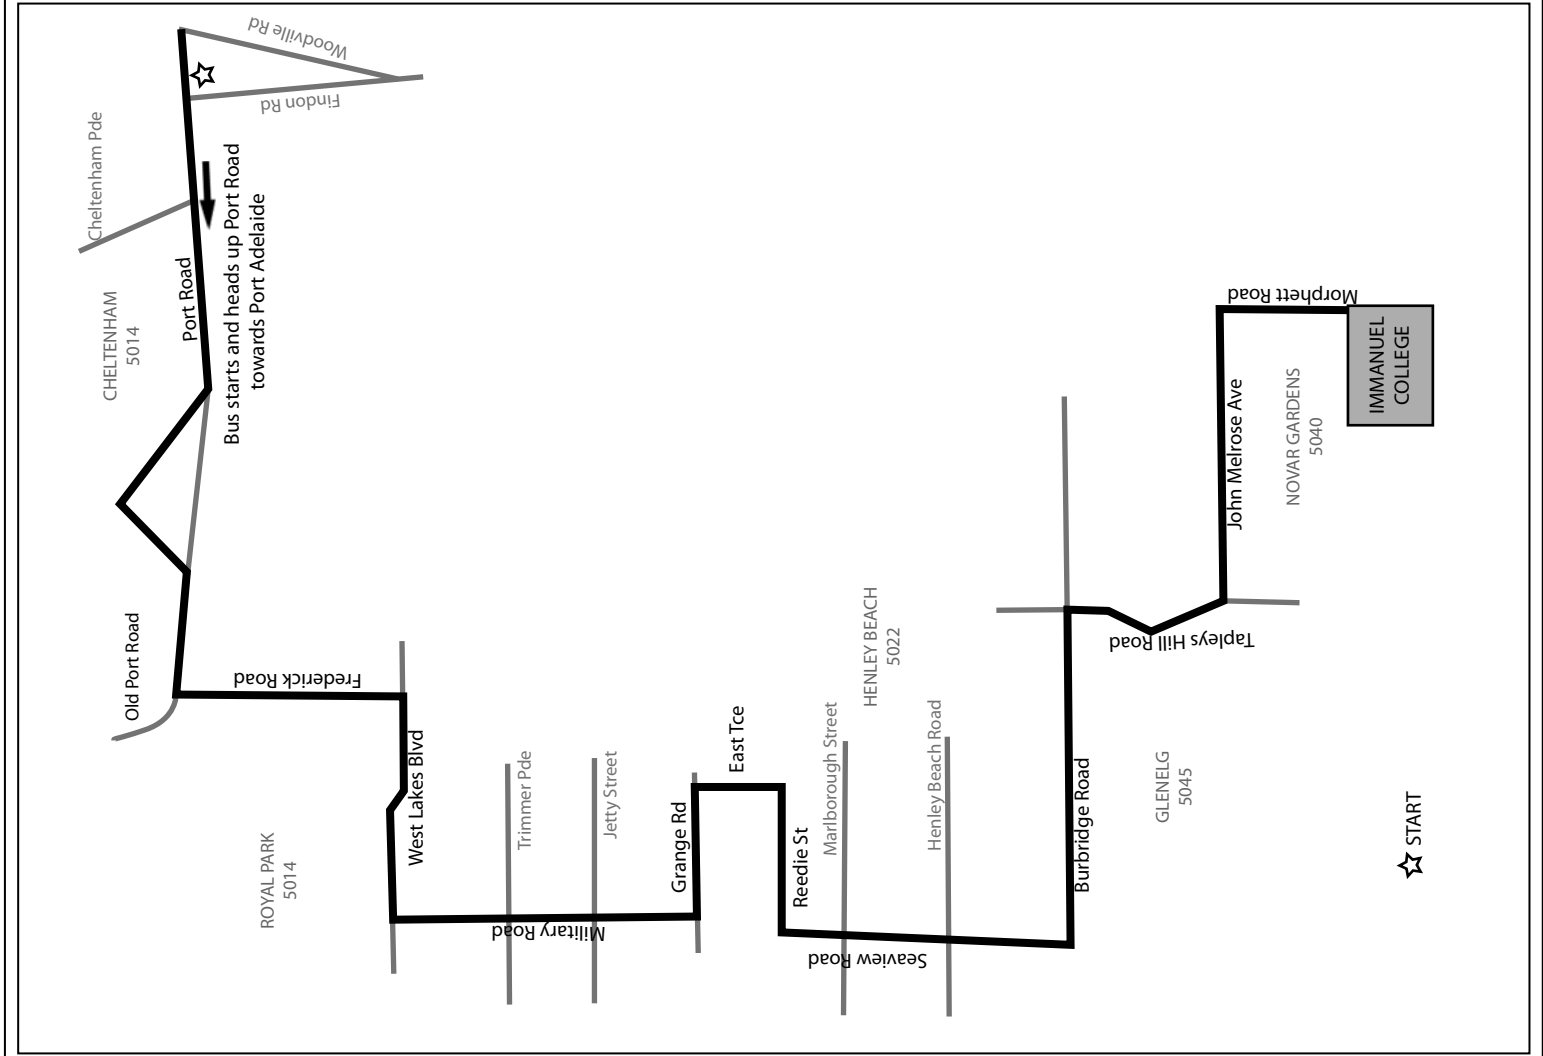 Woodville Rd
Findon Rd
Cheltenham Pde
Port Road
Bus starts and heads up Port Road
towards Port Adelaide
CHELTENHAM
5014
Old Port Road
Frederick Road
West Lakes Blvd
ROYAL PARK
5014
Trimmer Pde
Jetty Street
Military Road
Grange Rd
East Tce
Reedie St
Marlborough Street
HENLEY BEACH
5022
Henley Beach Road
Seaview Road
Burbridge Road
GLENELG
5045
Tapleys Hill Road
John Melrose Ave
NOVAR GARDENS
5040
Morphett Road
IMMANUEL
COLLEGE
START